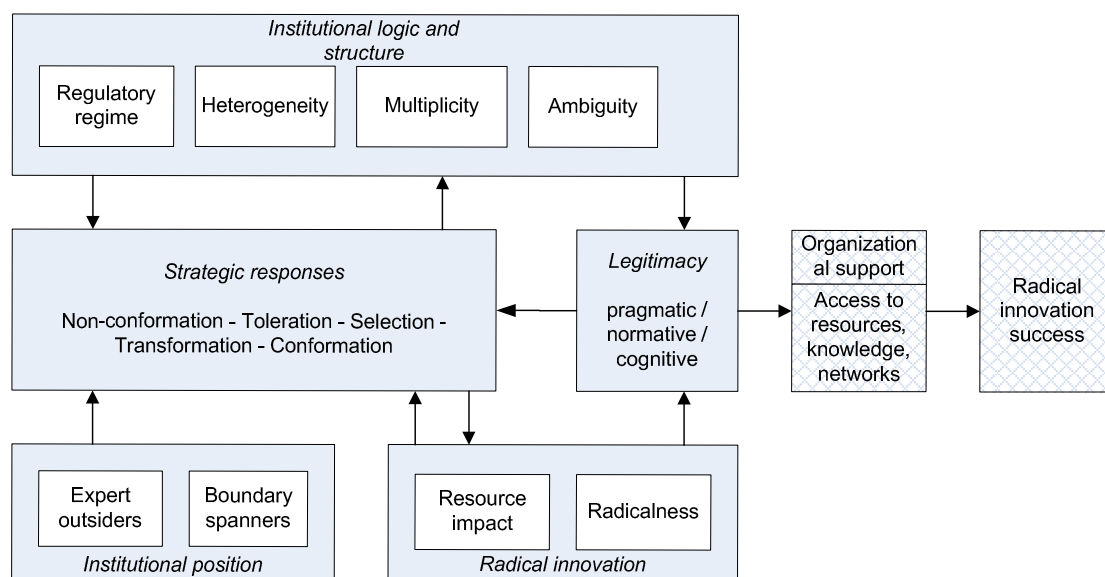 Institutional logic and
structure
Regulatory
regime
Heterogeneity
Multiplicity
Ambiguity
Strategic responses
Non-conformation - Toleration - Selection -
Transformation - Conformation
Legitimacy
pragmatic /
normative /
cognitive
Organization
al support
Access to
resources,
knowledge,
networks
Radical
innovation
success
Expert
outsiders
Boundary
spanners
Institutional position
Resource
impact
Radicalness
Radical innovation